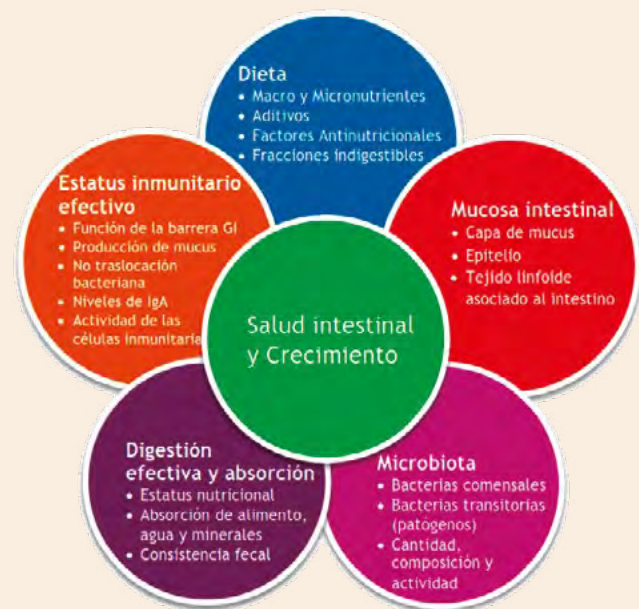 Dieta
• Macro y Micronutrientes
• Aditivos
• Factores Antinutricionales
• Fracciones indigestibles
Estatus inmunitario
efectivo
• Función de la barrera GI
• Producción de mucus
• No traslocación
bacteriana
• Niveles de IgA
• Actividad de las
células inmunitaria
Mucosa intestinal
• Capa de mucus
• Epitelio
• Tejido linfoide
asociado al intestino
Salud intestinal
y Crecimiento
Digestión
efectiva y absorción
• Estatus nutricional
• Absorción de alimento,
agua y minerales
• Consistencia fecal
Microbiota
• Bacterias comensales
• Bacterias transitorias
(patógenos)
• Cantidad,
composición y
actividad